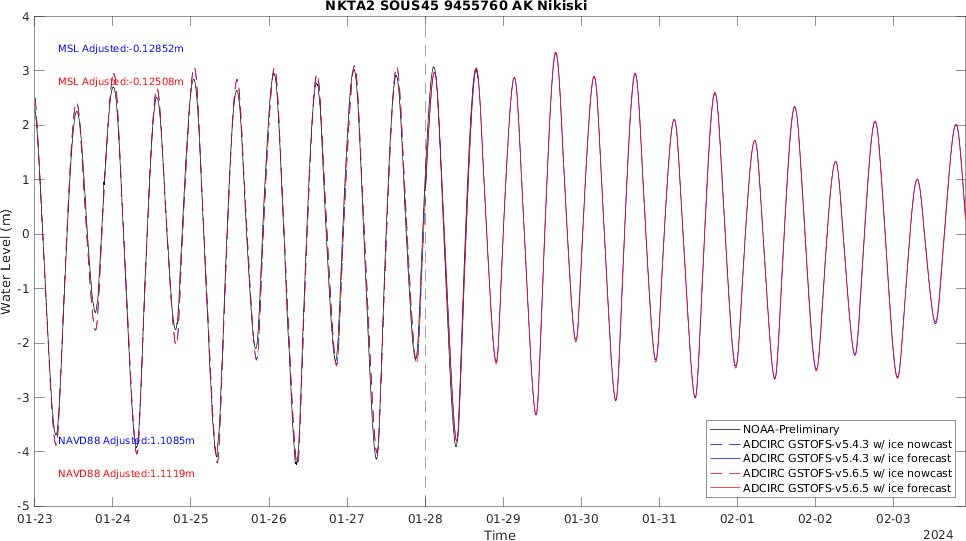 NKTA2 SOUS45 9455760 AK Nikiski
4
3
2
1
0
-1
-2
-3
-4
-5
Water Level (m)
MSL Adjusted:-0.12852m
MSL Adjusted:-0.12508m
NAVD88 Adjusted:1.1085m
NAVD88 Adjusted:1.1119m
NOAA-Preliminary
ADCIRC GSTOFS-v5.4.3 w/ ice nowcast
ADCIRC GSTOFS-v5.4.3 w/ ice forecast
ADCIRC GSTOFS-v5.6.5 w/ ice nowcast
ADCIRC GSTOFS-v5.6.5 w/ ice forecast
01-23 01-24 01-25 01-26 01-27 01-28 01-29 01-30 01-31 02-01 02-02 02-03
Time
2024